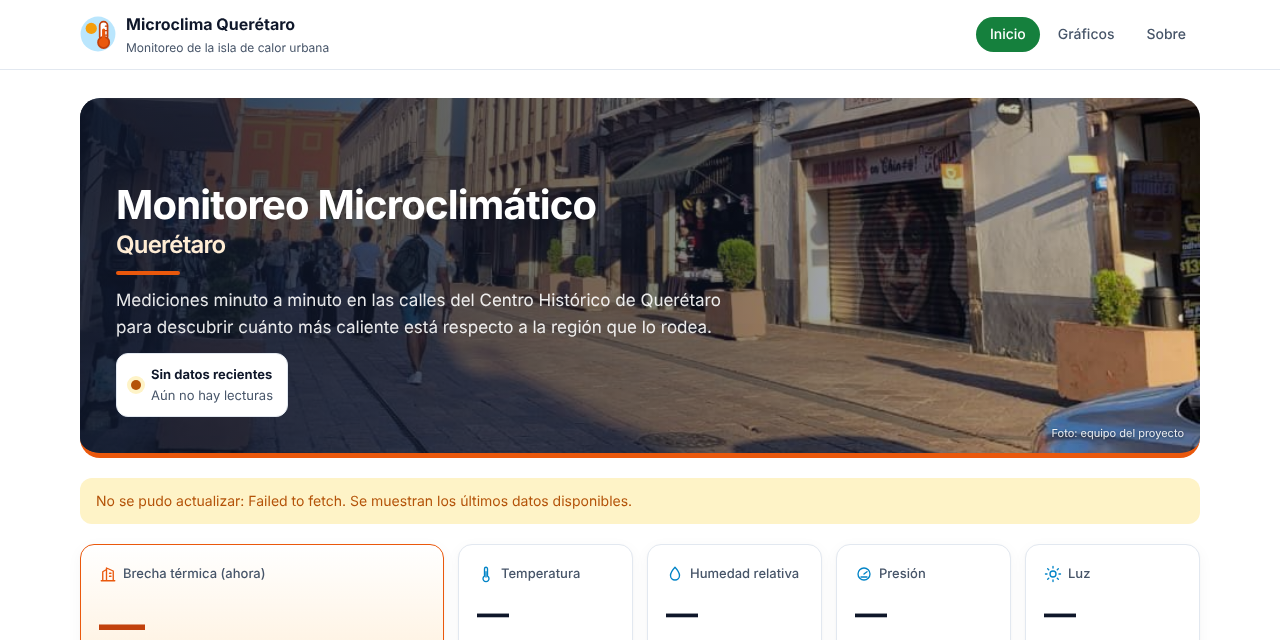 Microclima Querétaro
Monitoreo de la isla de calor urbana
Inicio
Gráficos
Sobre
Coca-Cola
Monitoreo Microclimático
Querétaro
Mediciones minuto a minuto en las calles del Centro Histórico de Querétaro
para descubrir cuánto más caliente está respecto a la región que lo rodea.
Sin datos recientes
Aún no hay lecturas
Foto: equipo del proyecto
No se pudo actualizar: Failed to fetch. Se muestran los últimos datos disponibles.
Brecha térmica (ahora)
Temperatura
Humedad relativa
Presión
Luz
—
—
—
—
—